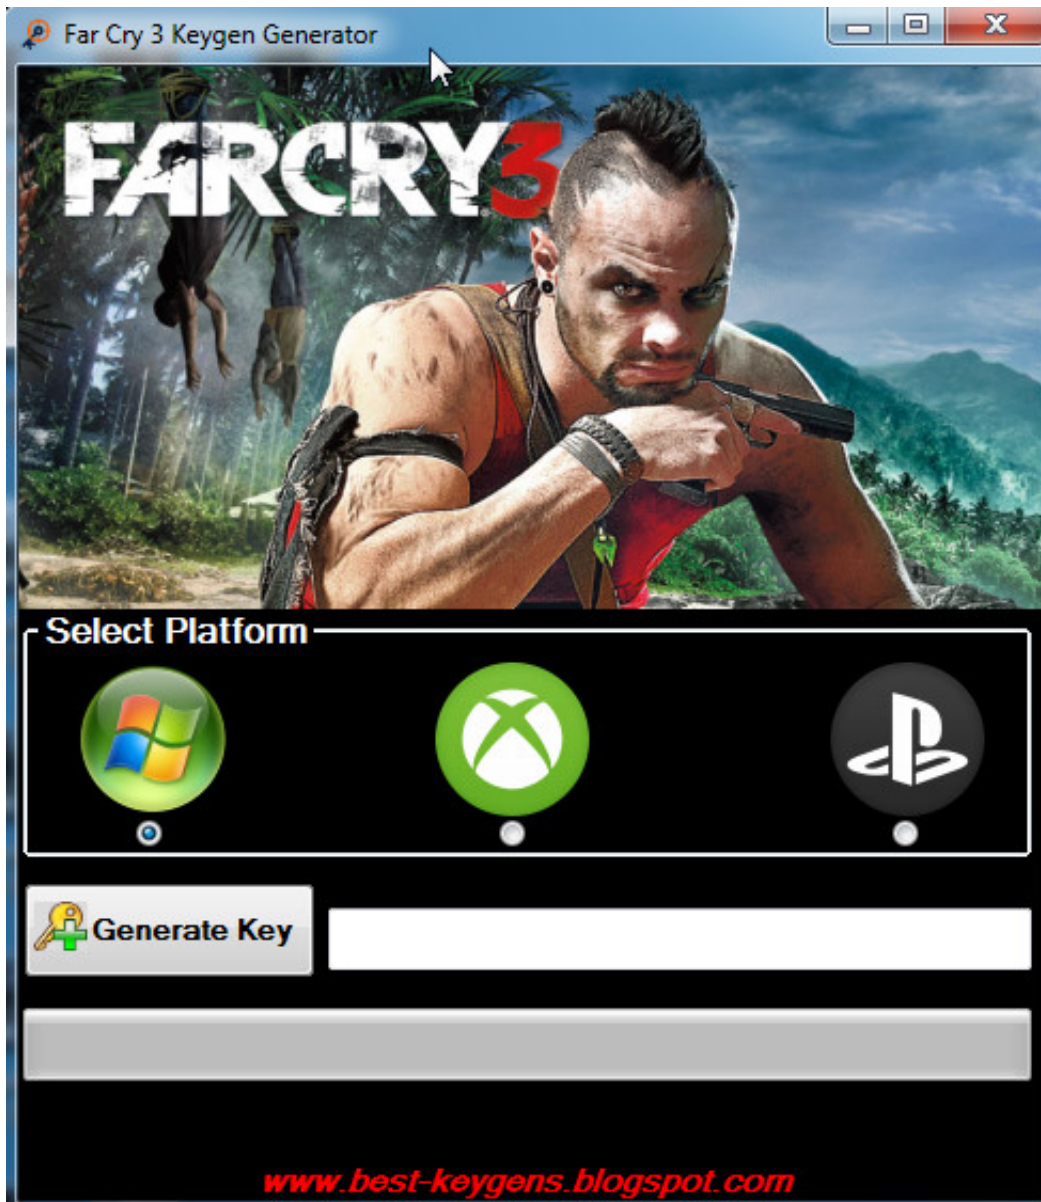 Far Cry 3 Keygen Generator
FARCRY3
Select Platform
Generate Key
www.best-keygens.blogspot.com